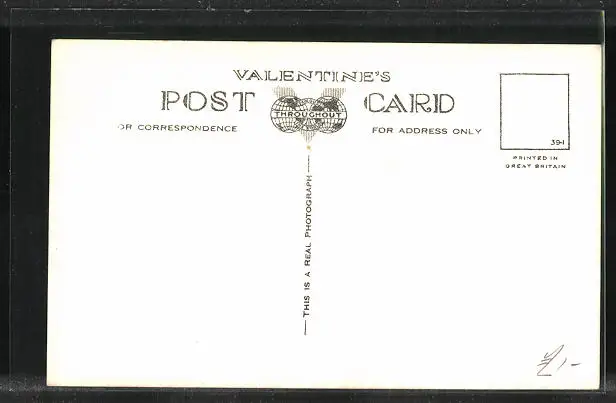 VALENTINE'S
POST CARD
THROUGHOUT
OR CORRESPONDENCE
FOR ADDRESS ONLY
39-1
PRINTED IN
GREAT BRITAIN
THIS IS A REAL PHOTOGRAPH
£1-